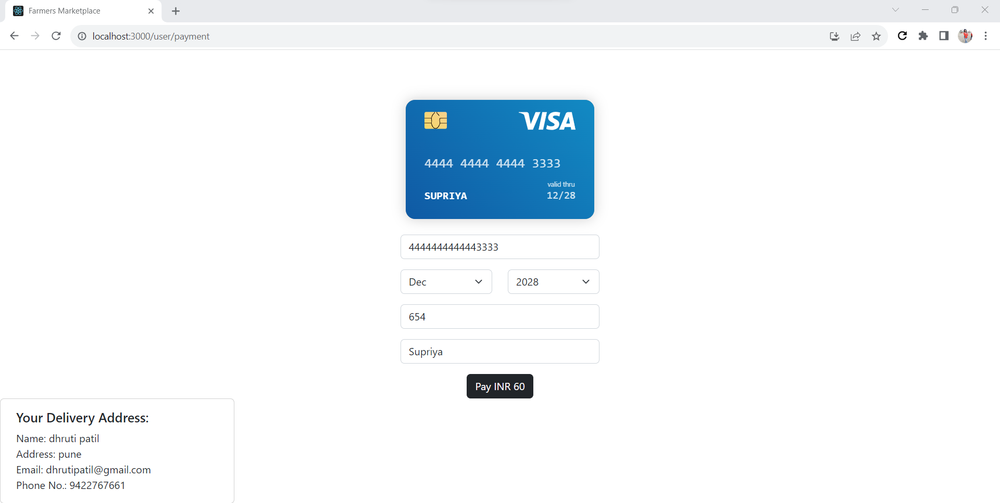 Farmers Marketplace
localhost:3000/user/payment
VISA
4444 4444 4444 3333
valid thru
SUPRIYA 12/28
4444444444443333
Dec 2028
654
Supriya
Pay INR 60
Your Delivery Address:
Name: dhruti patil
Address: pune
Email: dhrutipatil@gmail.com
Phone No.: 9422767661